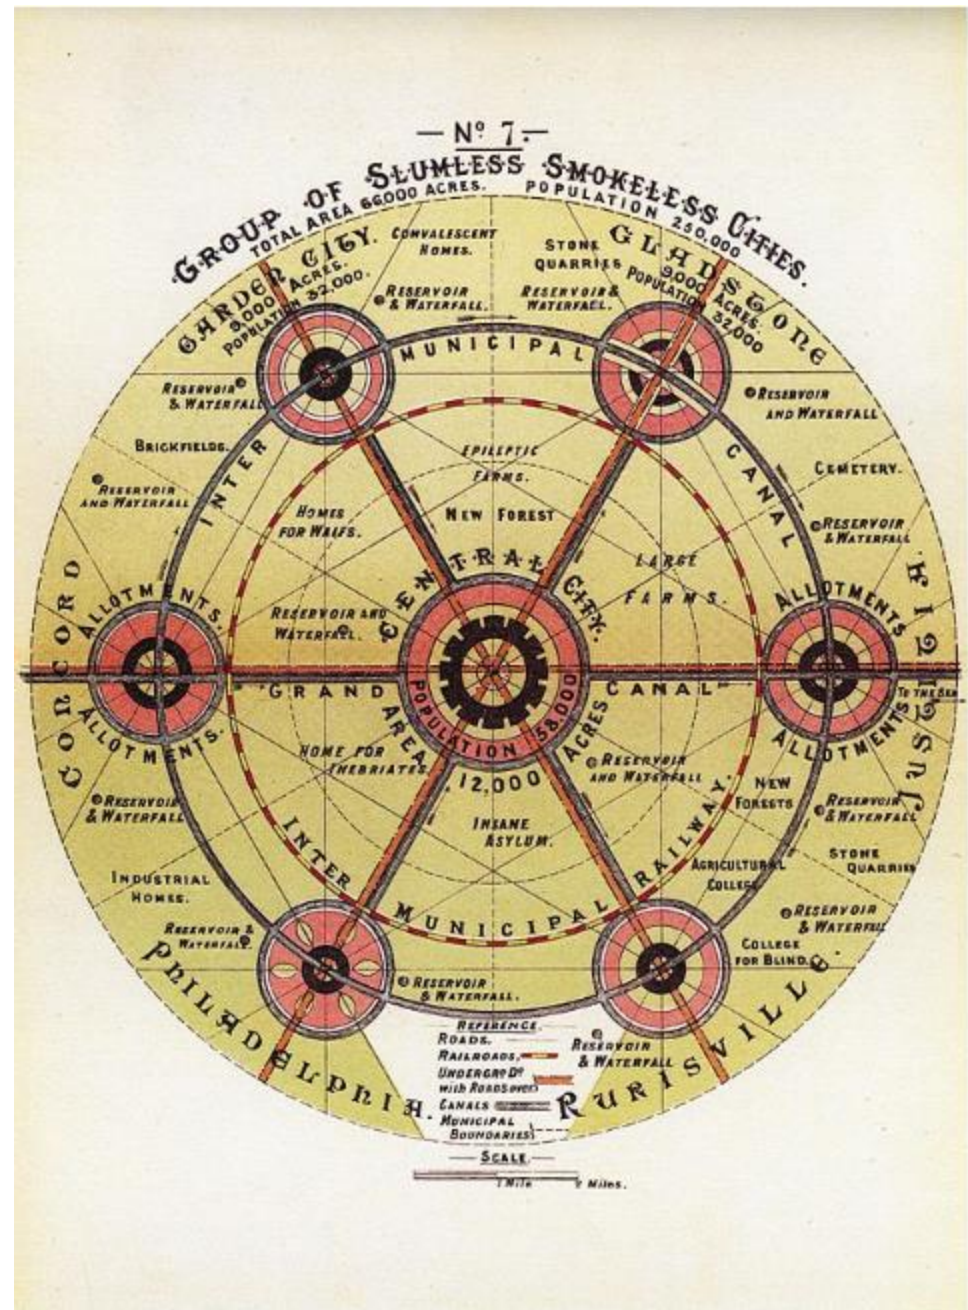 — Nº 7. —
GROUP OF SLUMLESS SMOKELESS CITIES.
TOTAL AREA 66,000 ACRES. POPULATION 250,000
GARDEN CITY.
9,000 ACRES.
POPULATION 32,000.
CONVALESCENT
HOMES.
STONE
QUARRIES
GLADSTONE
9,000 ACRES.
POPULATION 32,000
RESERVOIR
& WATERFALL.
RESERVOIR &
WATERFALL.
RESERVOIR
& WATERFALL
RESERVOIR
AND WATERFALL
INTER MUNICIPAL CANAL
BRICKFIELDS.
EPILEPTIC
FARMS.
CEMETERY.
RESERVOIR
AND WATERFALL
HOMES
FOR WAIFS.
NEW FOREST
RESERVOIR
& WATERFALL
LARGE
FARMS.
CENTRAL CITY.
CONCORD
ALLOTMENTS.
ALLOTMENTS
RESERVOIR AND
WATERFALL
GRAND CANAL
POPULATION 58,000
TO THE SEA
ALLOTMENTS.
ALLOTMENTS
AREA 12,000 ACRES
HOME FOR
INEBRIATES.
RESERVOIR
AND WATERFALL
NEW
FORESTS
RESERVOIR
& WATERFALL
RESERVOIR
& WATERFALL
INSANE
ASYLUM.
STONE
QUARRIES
INTER MUNICIPAL RAILWAY.
AGRICULTURAL
COLLEGE
INDUSTRIAL
HOMES.
RESERVOIR
& WATERFALL
RESERVOIR &
WATERFALL.
COLLEGE
FOR BLIND.
RESERVOIR
& WATERFALL.
PHILADELPHIA.
RURISVILLE.
REFERENCE.
ROADS.
RAILROADS.
UNDERGRD Dº
with ROADS over
CANALS
MUNICIPAL
BOUNDARIES
RESERVOIR
& WATERFALL
— SCALE. —
1 Mile 2 Miles.